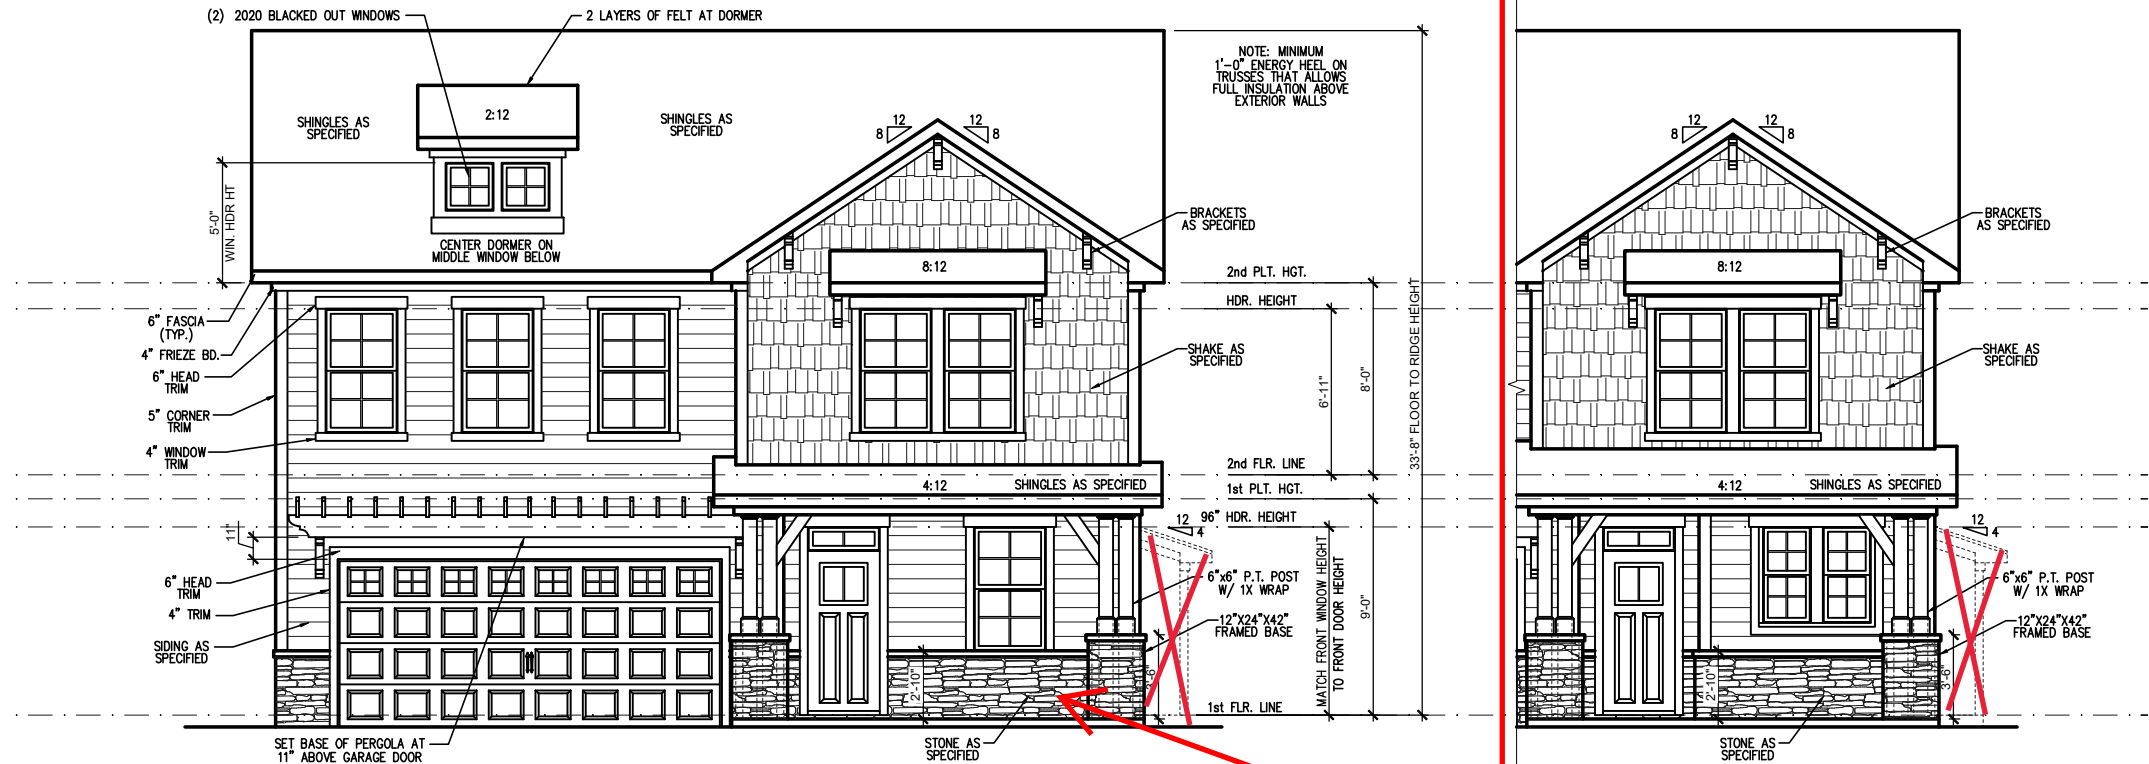 (2) 2020 BLACKED OUT WINDOWS
2 LAYERS OF FELT AT DORMER
NOTE: MINIMUM
1'-0" ENERGY HEEL ON
TRUSSES THAT ALLOWS
FULL INSULATION ABOVE
EXTERIOR WALLS
2:12
SHINGLES AS
SPECIFIED
SHINGLES AS
SPECIFIED
12
8
12
8
5'-0"
WIN. HDR HT
CENTER DORMER ON
MIDDLE WINDOW BELOW
BRACKETS
AS SPECIFIED
8:12
2nd PLT. HGT.
HDR. HEIGHT
6" FASCIA
(TYP.)
4" FRIEZE BD.
6" HEAD
TRIM
5" CORNER
TRIM
4" WINDOW
TRIM
SHAKE AS
SPECIFIED
6'-11"
8'-0"
33'-8" FLOOR TO RIDGE HEIGHT
2nd FLR. LINE
4:12
SHINGLES AS SPECIFIED
1st PLT. HGT.
96" HDR. HEIGHT
12
4
11"
6" HEAD
TRIM
4" TRIM
SIDING AS
SPECIFIED
6"x6" P.T. POST
W/ 1X WRAP
12"X24"X42"
FRAMED BASE
MATCH FRONT WINDOW HEIGHT
TO FRONT DOOR HEIGHT
9'-0"
2'-10"
3'-6"
1st FLR. LINE
SET BASE OF PERGOLA AT
11" ABOVE GARAGE DOOR
STONE AS
SPECIFIED
12
8
12
8
BRACKETS
AS SPECIFIED
8:12
SHAKE AS
SPECIFIED
4:12
SHINGLES AS SPECIFIED
12
4
6"x6" P.T. POST
W/ 1X WRAP
12"X24"X42"
FRAMED BASE
2'-10"
3'-6"
STONE AS
SPECIFIED